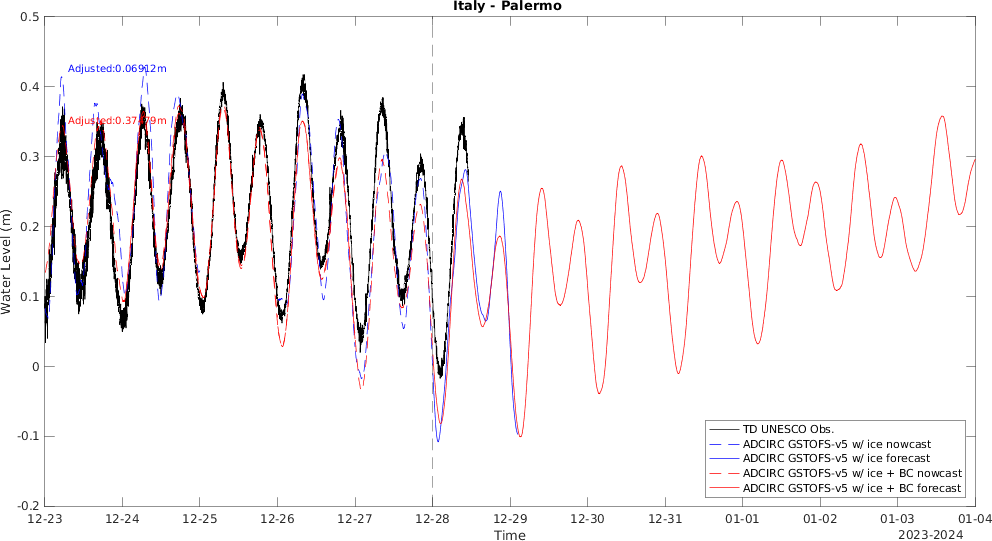 Italy - Palermo
0.5
0.4
0.3
0.2
0.1
0
-0.1
-0.2
Water Level (m)
Adjusted:0.06912m
m
TD UNESCO Obs.
ADCIRC GSTOFS-v5 w/ ice nowcast
ADCIRC GSTOFS-v5 w/ ice forecast
ADCIRC GSTOFS-v5 w/ ice + BC nowcast
ADCIRC GSTOFS-v5 w/ ice + BC forecast
12-23 12-24 12-25 12-26 12-27 12-28 12-29 12-30 12-31 01-01 01-02 01-03 01-04
Time
2023-2024